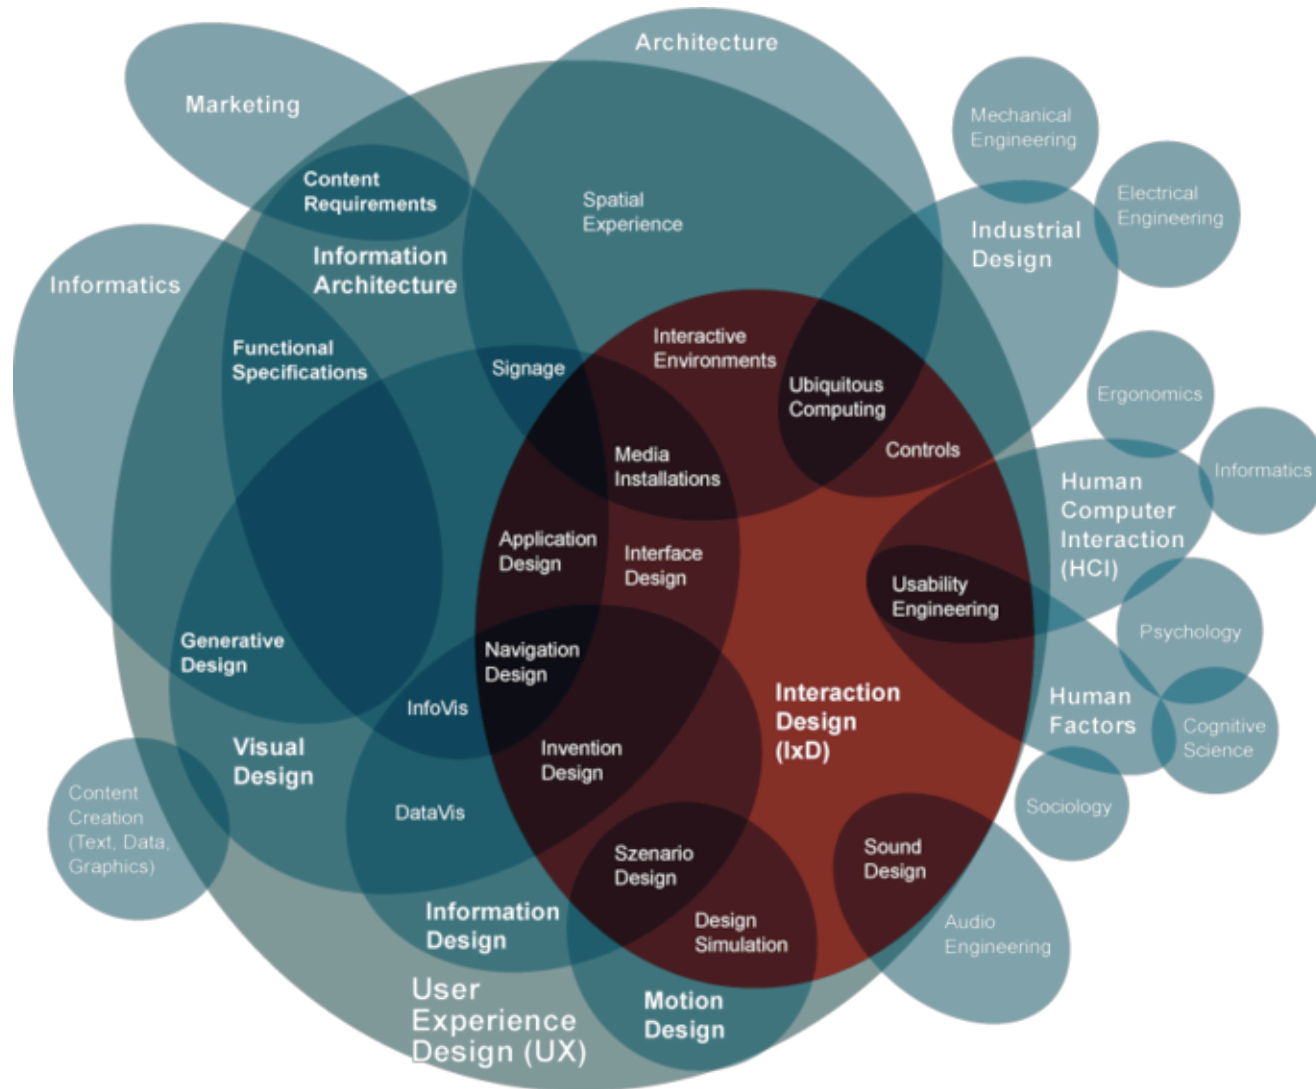 Architecture
Marketing
Mechanical
Engineering
Content
Requirements
Spatial
Experience
Electrical
Engineering
Industrial
Design
Information
Architecture
Informatics
Functional
Specifications
Signage
Interactive
Environments
Ubiquitous
Computing
Ergonomics
Controls
Media
Installations
Human
Computer
Interaction
(HCI)
Informatics
Application
Design
Interface
Design
Usability
Engineering
Psychology
Generative
Design
Navigation
Design
InfoVis
Interaction
Design
(IxD)
Human
Factors
Cognitive
Science
Visual
Design
Invention
Design
DataVis
Content
Creation
(Text, Data,
Graphics)
Sociology
Szenario
Design
Sound
Design
Information
Design
Design
Simulation
Audio
Engineering
User
Experience
Design (UX)
Motion
Design